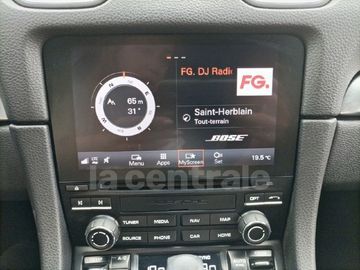 FG. DJ Radi
FG.
65 m
31°
Saint-Herblain
Tout-terrain
BOSE
Menu
Apps
MyScreen
Set
19.5 °C
la centrale
OPT
TUNER
MEDIA
NAV
MAP
SOURCE
PHONE
CAR
HOME
SOUND